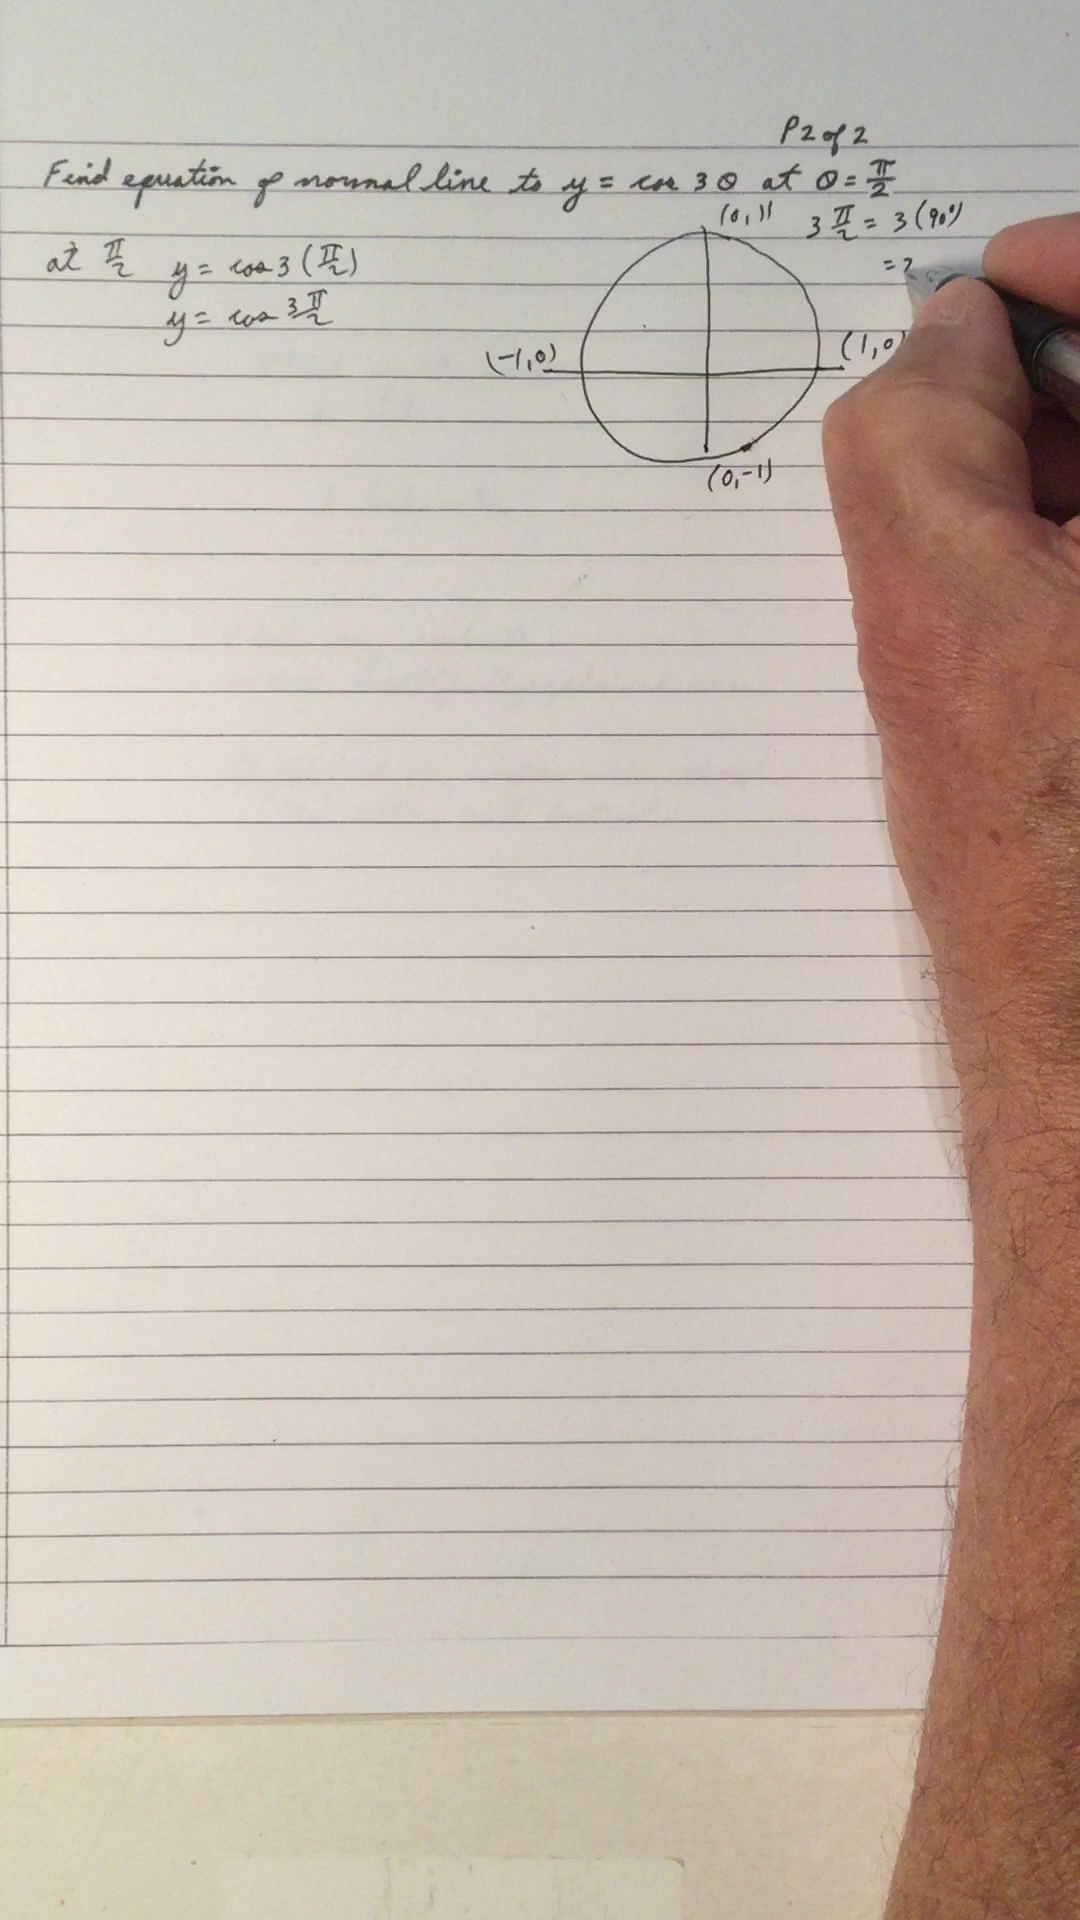 P2 of 2
Find equation of normal line to y = cos 3θ at θ = π/2
at π/2 y = cos 3 (π/2)
y = cos 3π/2
(0,1)
3 π/2 = 3 (90°)
= 2
(-1,0)
(1,0)
(0,-1)